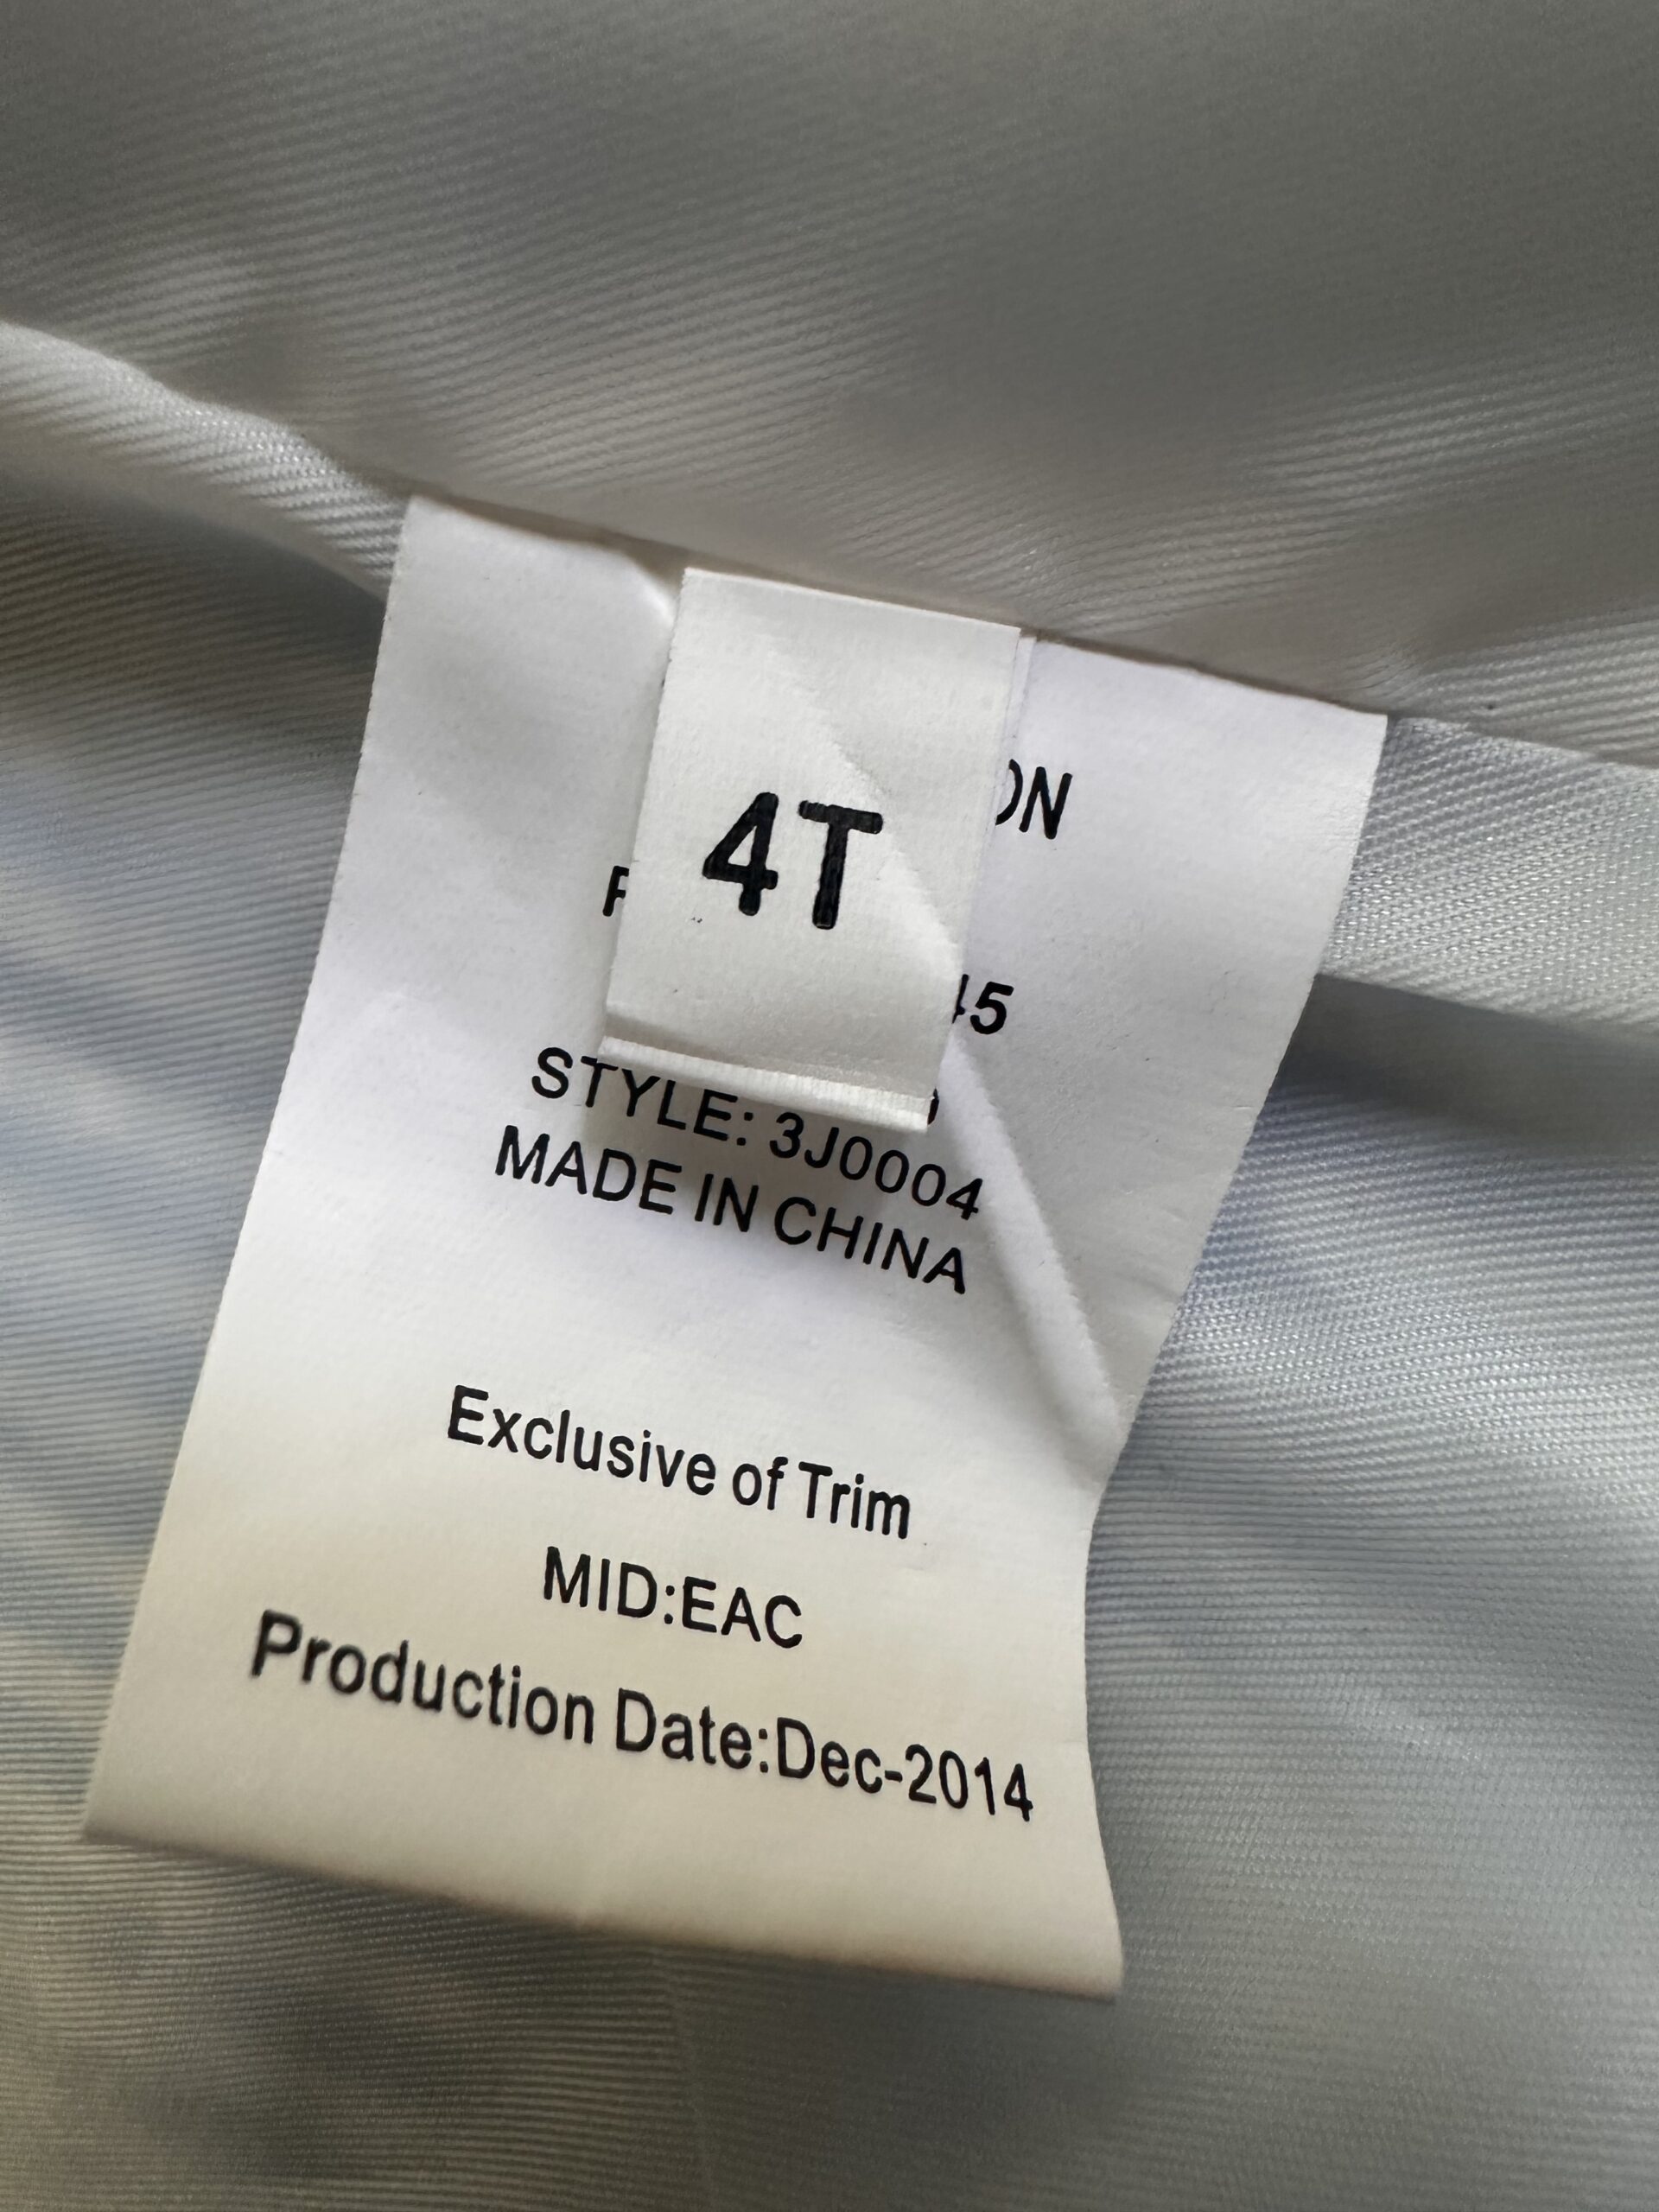 4T
STYLE: 3J0004
MADE IN CHINA
Exclusive of Trim
MID:EAC
Production Date:Dec-2014